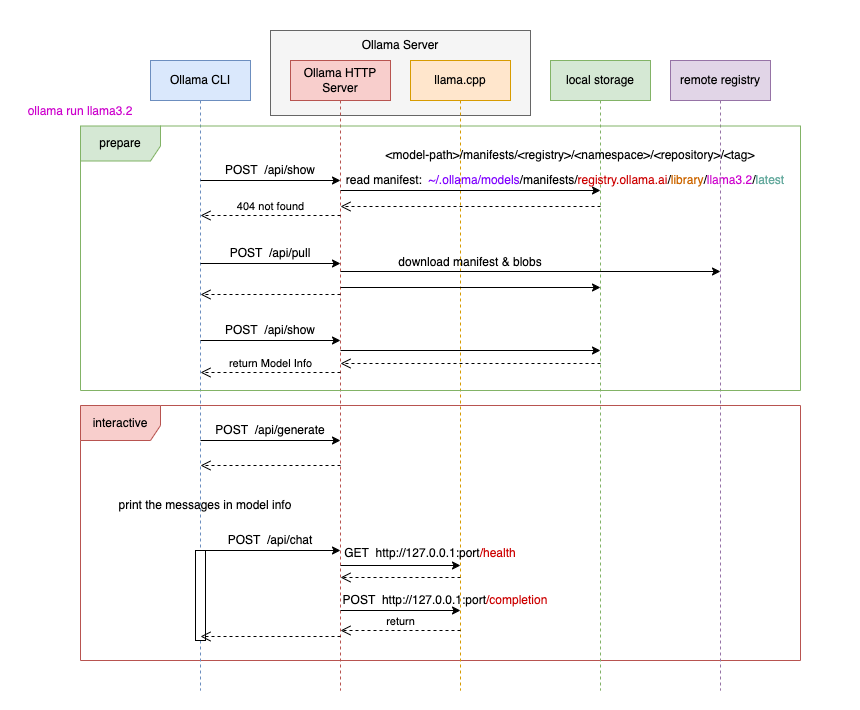 Ollama Server
Ollama CLI
Ollama HTTP
Server
llama.cpp
local storage
remote registry
ollama run llama3.2
prepare
<model-path>/manifests/<registry>/<namespace>/<repository>/<tag>
POST /api/show
read manifest: ~/.ollama/models/manifests/registry.ollama.ai/library/llama3.2/latest
404 not found
POST /api/pull
download manifest & blobs
POST /api/show
return Model Info
interactive
POST /api/generate
print the messages in model info
POST /api/chat
GET http://127.0.0.1:port/health
POST http://127.0.0.1:port/completion
return